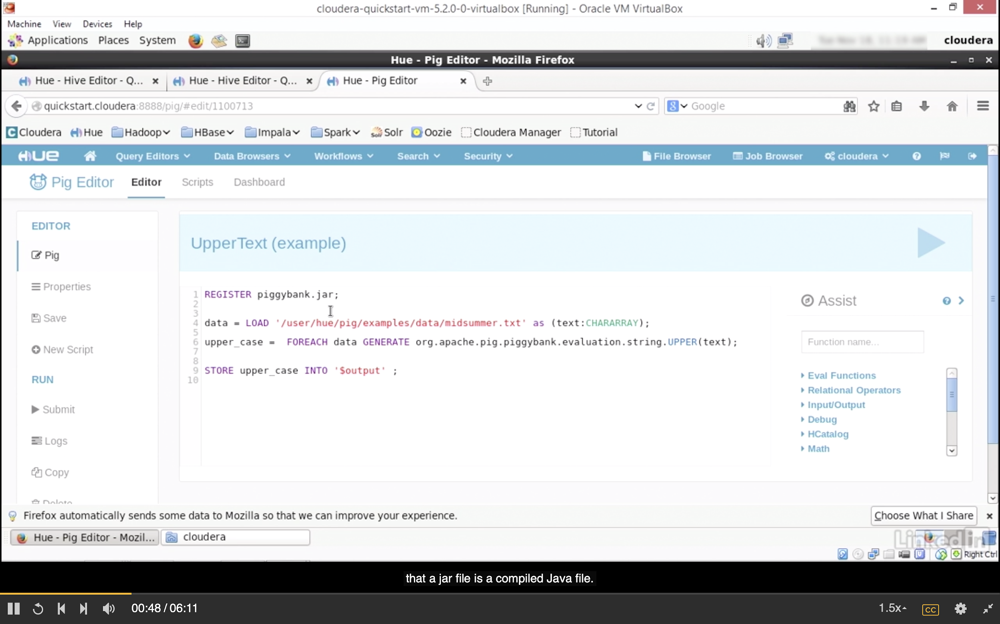 cloudera-quickstart-vm-5.2.0-0-virtualbox [Running] - Oracle VM VirtualBox
Machine View Devices Help
Applications Places System cloudera
Hue - Pig Editor - Mozilla Firefox
Hue - Hive Editor - Q... Hue - Hive Editor - Q... Hue - Pig Editor
quickstart.cloudera:8888/pig/#edit/1100713 Google
Cloudera Hue Hadoop HBase Impala Spark Solr Oozie Cloudera Manager Tutorial
HUE Query Editors Data Browsers Workflows Search Security File Browser Job Browser cloudera
Pig Editor Editor Scripts Dashboard
EDITOR
Pig
Properties
Save
New Script
RUN
Submit
Logs
Copy
Delete
UpperText (example)
1 REGISTER piggybank.jar;
2
3
4 data = LOAD '/user/hue/pig/examples/data/midsummer.txt' as (text:CHARARRAY);
5
6 upper_case =  FOREACH data GENERATE org.apache.pig.piggybank.evaluation.string.UPPER(text);
7
8
9 STORE upper_case INTO '$output' ;
10
Assist
Function name...
Eval Functions
Relational Operators
Input/Output
Debug
HCatalog
Math
Firefox automatically sends some data to Mozilla so that we can improve your experience. Choose What I Share
Hue - Pig Editor - Mozil... cloudera
LinkedIn
Right Ctrl
that a jar file is a compiled Java file.
00:48 / 06:11 1.5x CC